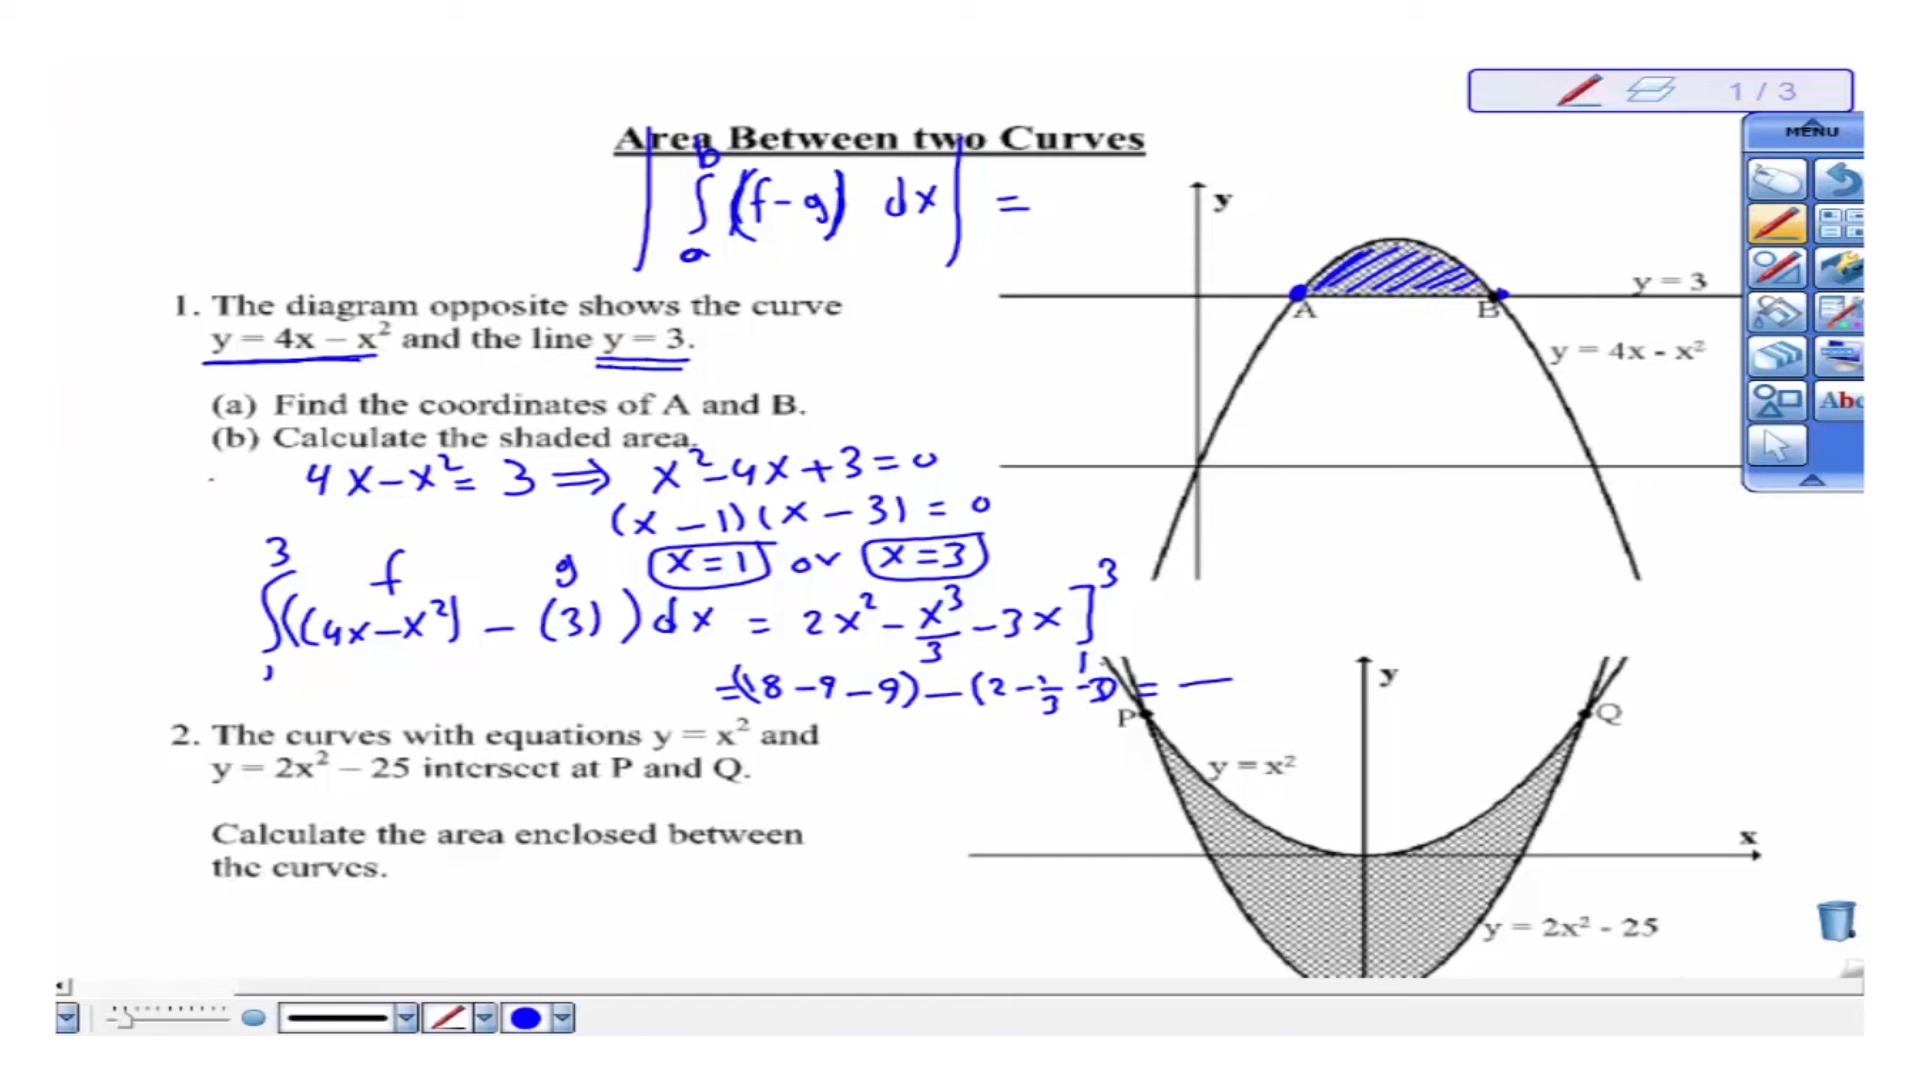 1 / 3
MENU
Area Between two Curves
| ∫ₐᵇ (f-g) dx | =
1. The diagram opposite shows the curve
y = 4x – x² and the line y = 3.
(a) Find the coordinates of A and B.
(b) Calculate the shaded area.
y
y = 3
A
B
y = 4x - x²
Abc
4x-x² = 3 ⇒ x²-4x+3=0
(x-1)(x-3)=0
x=1 or x=3
f g
∫₁³((4x-x²) - (3))dx = 2x² - x³/3 - 3x]₁³
=(18-9-9)-(2-1/3-3) = —
2. The curves with equations y = x² and
y = 2x² – 25 intersect at P and Q.
Calculate the area enclosed between
the curves.
y
P
Q
y = x²
x
y = 2x² - 25